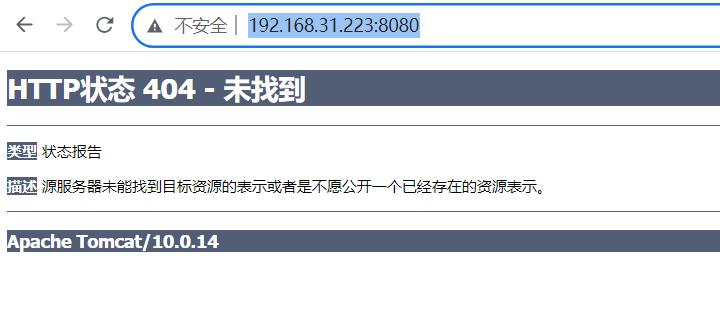 不安全 | 192.168.31.223:8080
HTTP状态 404 - 未找到
类型 状态报告
描述 源服务器未能找到目标资源的表示或者是不愿公开一个已经存在的资源表示。
Apache Tomcat/10.0.14